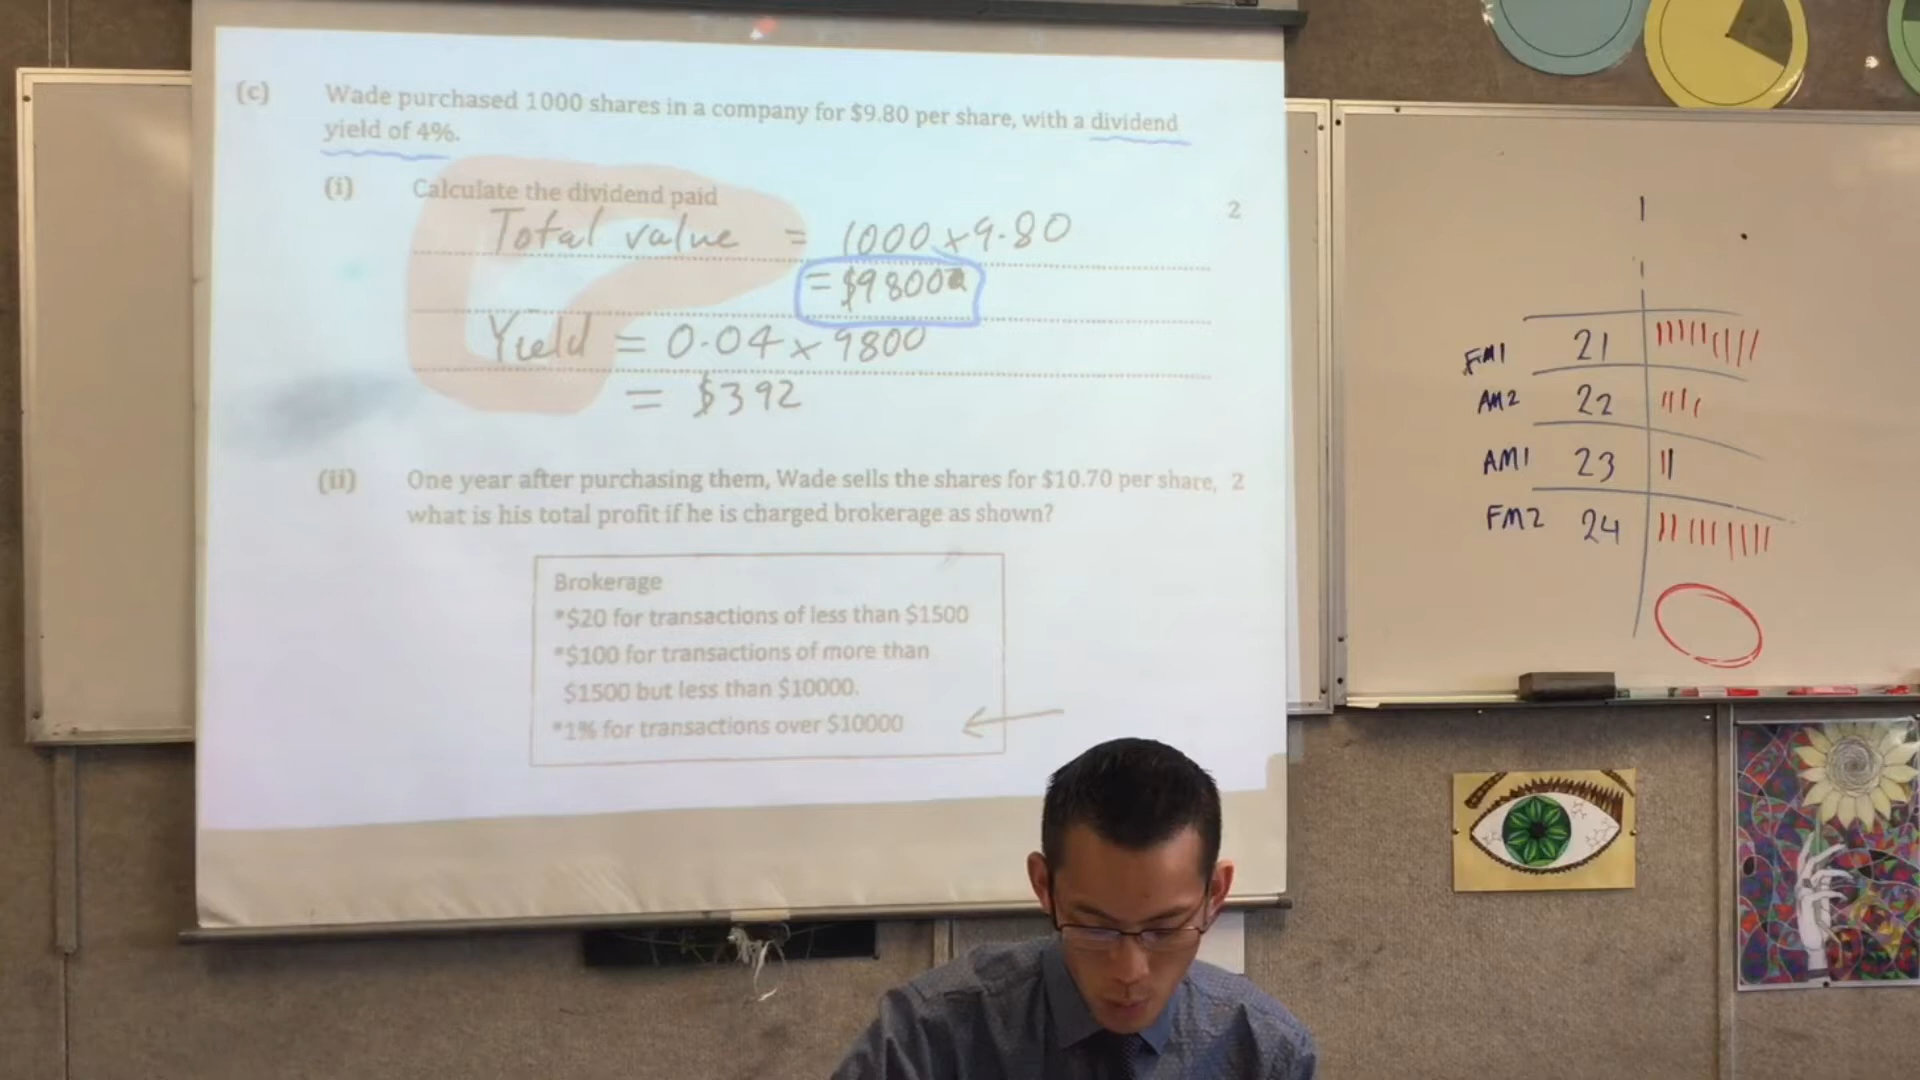 (c) Wade purchased 1000 shares in a company for $9.80 per share, with a dividend
yield of 4%.
(i) Calculate the dividend paid 2
Total value = 1000 x 9.80
= $9800
Yield = 0.04 x 9800
= $392
(ii) One year after purchasing them, Wade sells the shares for $10.70 per share, 2
what is his total profit if he is charged brokerage as shown?
Brokerage
*$20 for transactions of less than $1500
*$100 for transactions of more than
$1500 but less than $10000.
*1% for transactions over $10000
FM1 21
AM2 22
AM1 23
FM2 24